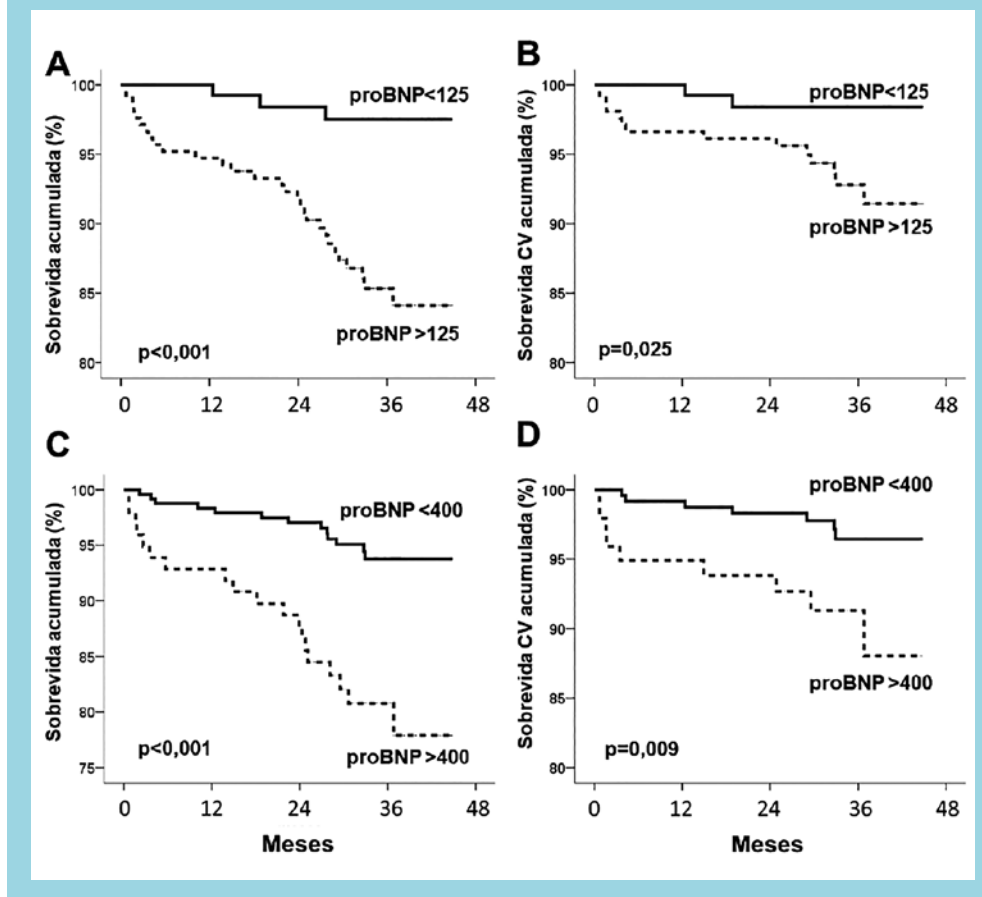 A
Sobrevida acumulada (%)
100
95
90
85
80
proBNP<125
proBNP>125
p<0,001
0 12 24 36 48
B
Sobrevida CV acumulada (%)
100
95
90
85
80
proBNP<125
proBNP>125
p=0,025
0 12 24 36 48
C
Sobrevida acumulada (%)
100
95
90
85
80
75
proBNP<400
proBNP>400
p<0,001
0 12 24 36 48
Meses
D
Sobrevida CV acumulada (%)
100
95
90
85
80
proBNP<400
proBNP>400
p=0,009
0 12 24 36 48
Meses